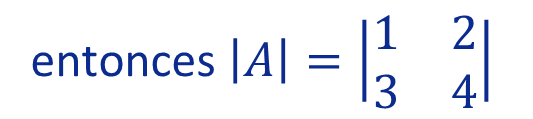 entonces |A| = |1 2|
|3 4|